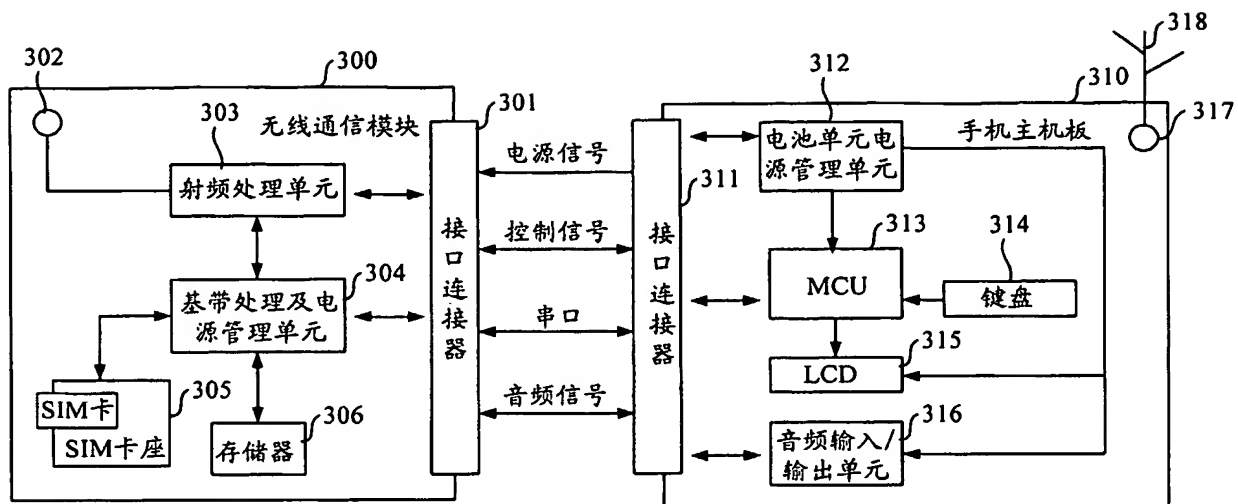 318
302
300
312
310
301
303
无线通信模块
手机主机板
317
电池单元电
源管理单元
电源信号
311
射频处理单元
313
314
接
口
连
接
器
控制信号
接
口
连
接
器
304
MCU
键盘
基带处理及电
源管理单元
串口
315
LCD
305
306
音频信号
316
SIM卡
SIM卡座
存储器
音频输入/
输出单元